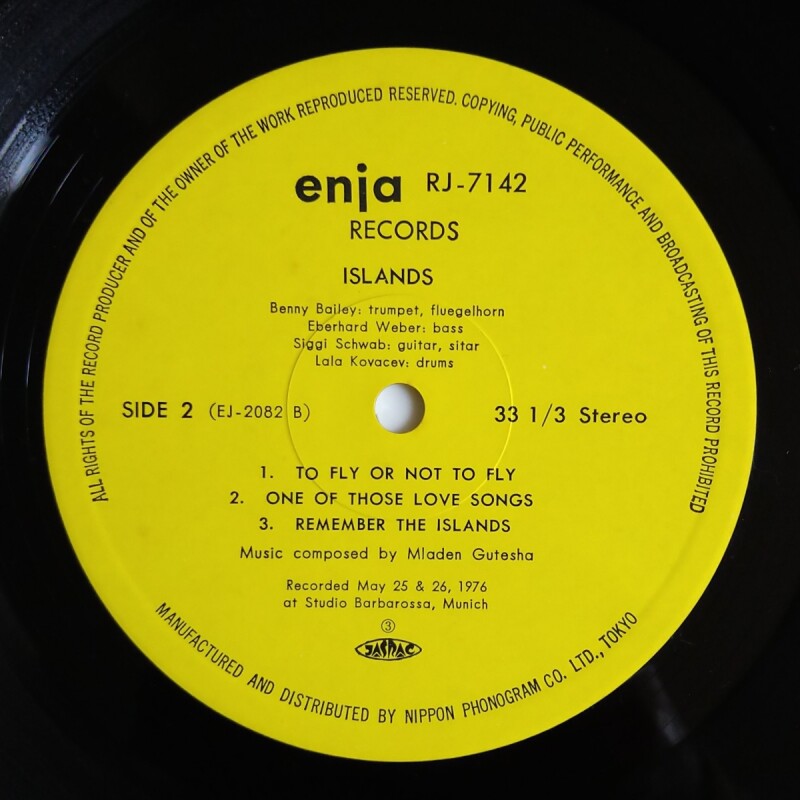 ALL RIGHTS OF THE RECORD PRODUCER AND OF THE OWNER OF THE WORK REPRODUCED RESERVED. COPYING, PUBLIC PERFORMANCE AND BROADCASTING OF THIS RECORD PROHIBITED
enja RJ-7142
RECORDS
ISLANDS
Benny Bailey: trumpet, fluegelhorn
Eberhard Weber: bass
Siggi Schwab: guitar, sitar
Lala Kovacev: drums
SIDE 2 (EJ-2082 B) 33 1/3 Stereo
1. TO FLY OR NOT TO FLY
2. ONE OF THOSE LOVE SONGS
3. REMEMBER THE ISLANDS
Music composed by Mladen Gutesha
Recorded May 25 & 26, 1976
at Studio Barbarossa, Munich
③
JASRAC
MANUFACTURED AND DISTRIBUTED BY NIPPON PHONOGRAM CO. LTD., TOKYO